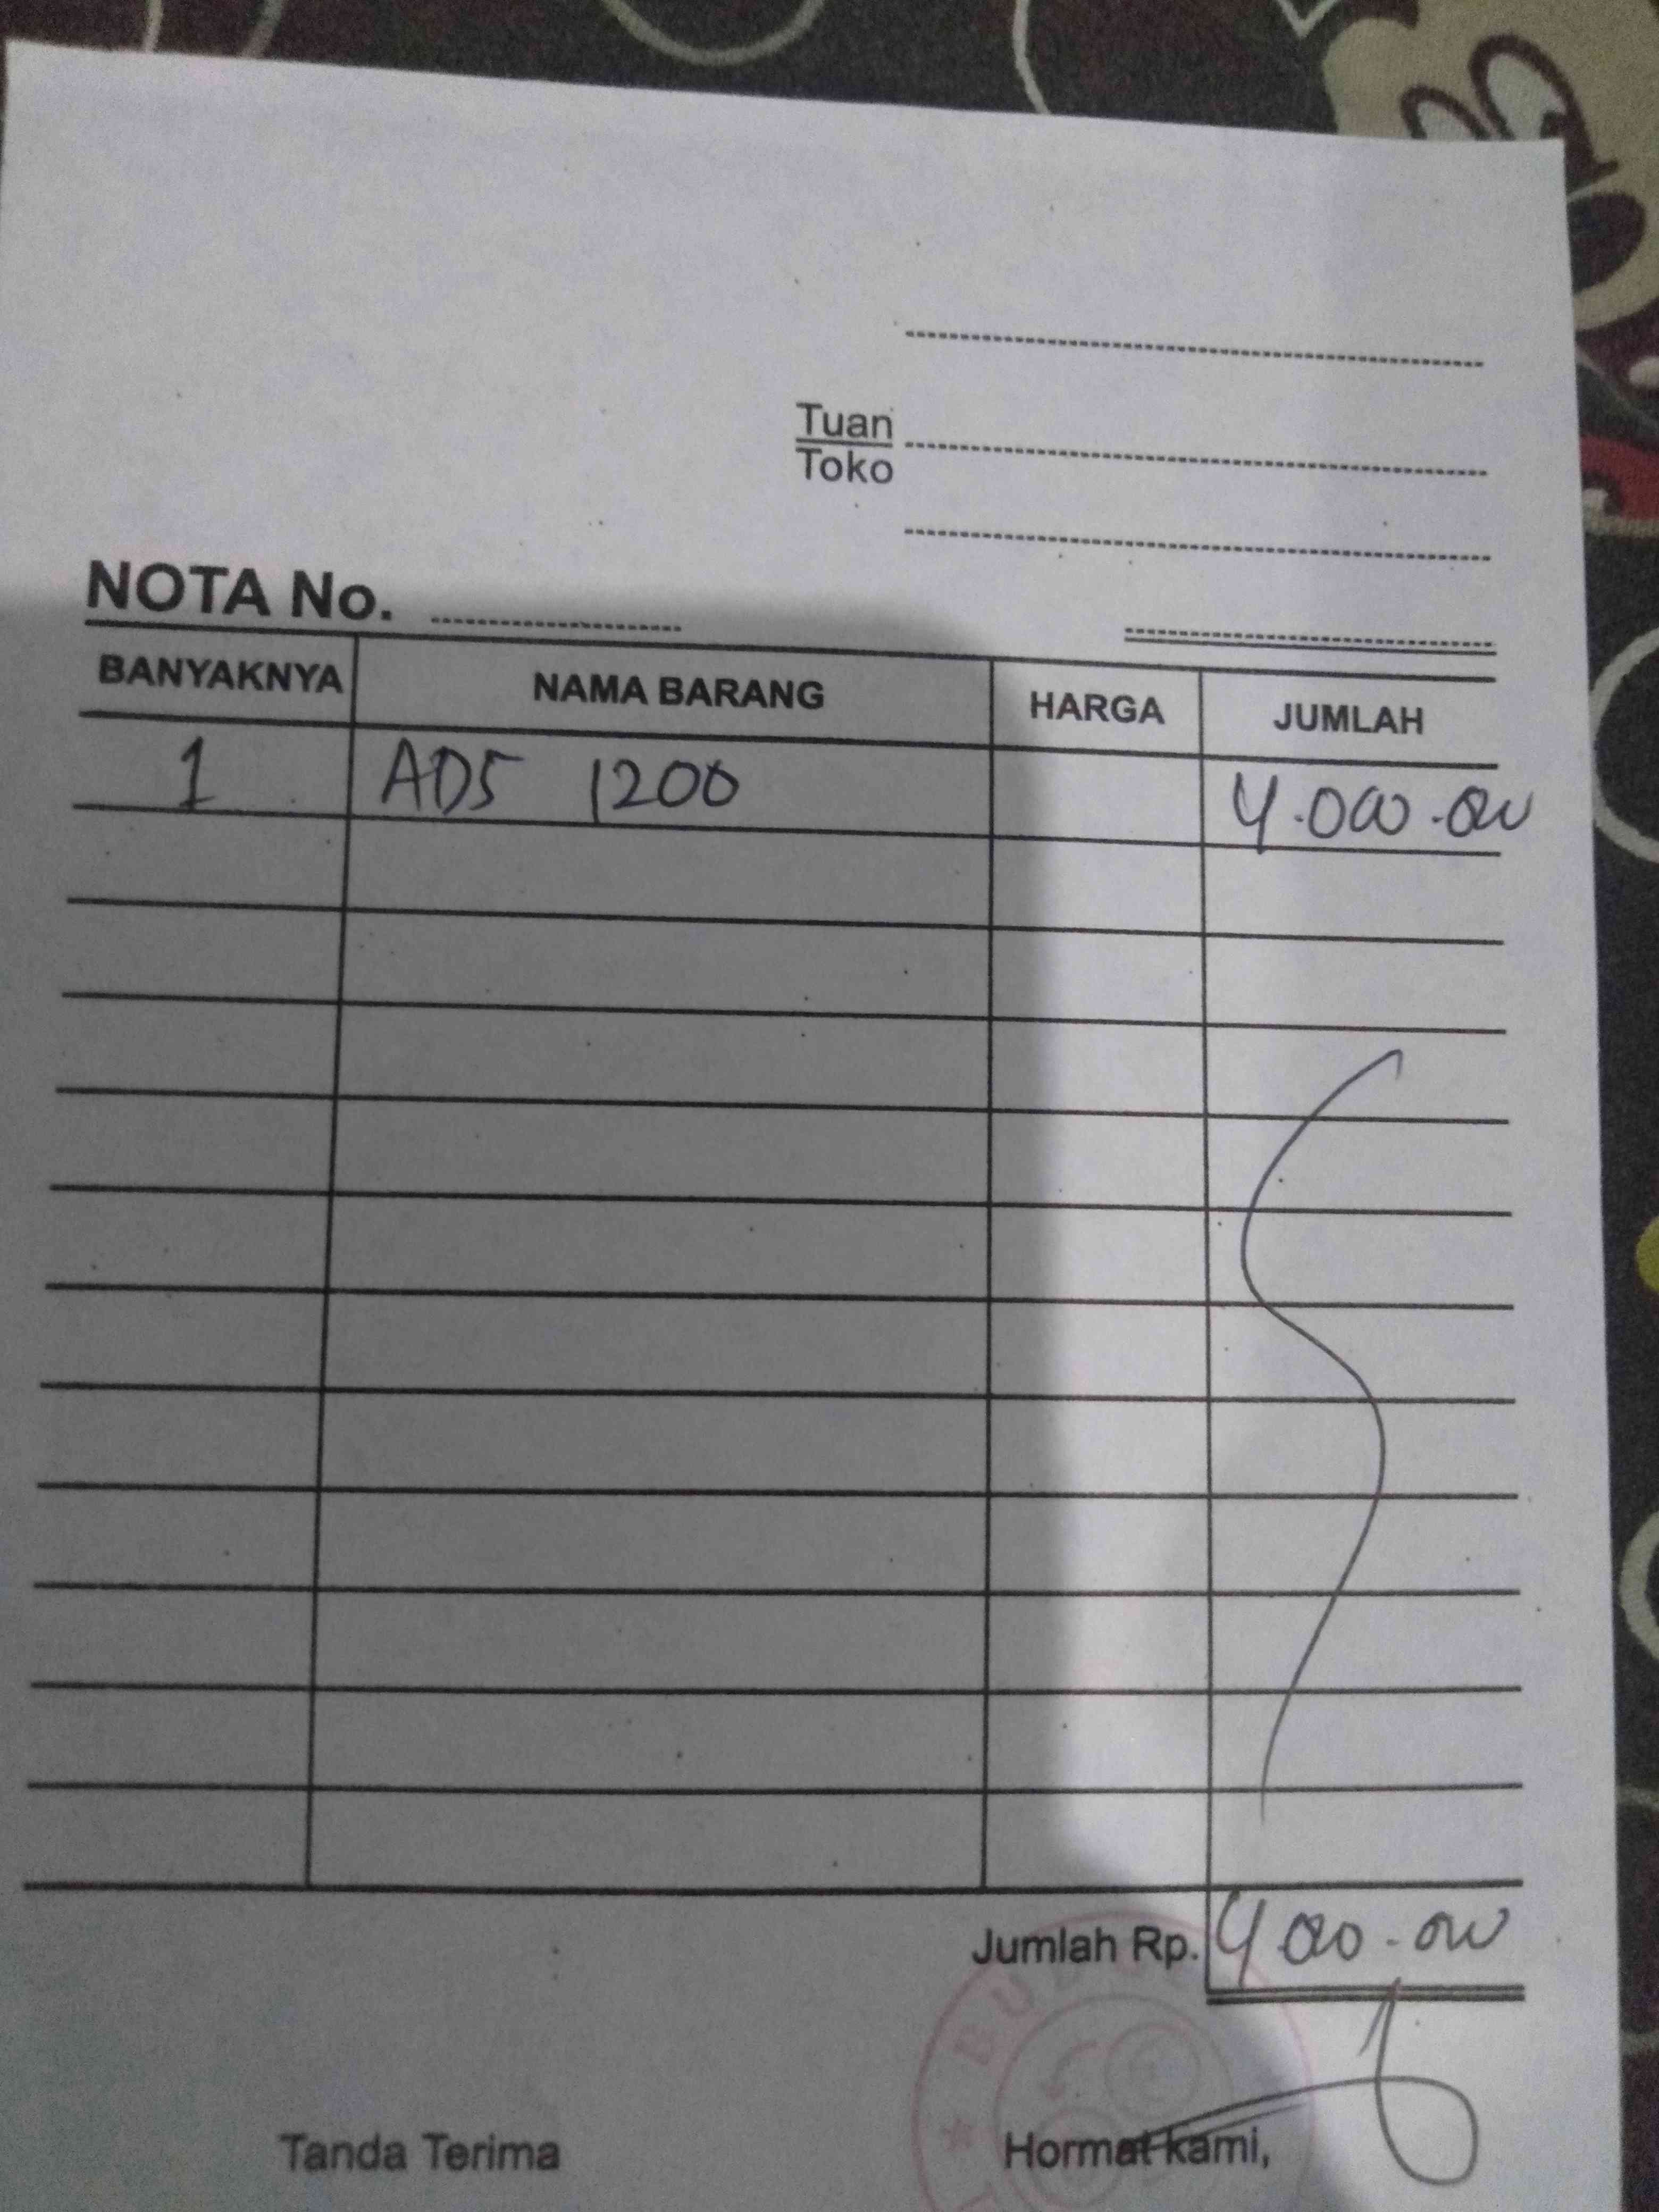 Tuan
Toko
NOTA No.
BANYAKNYA NAMA BARANG HARGA JUMLAH
1 ADS 1200 4.000.000
Jumlah Rp. 4 000.000
Tanda Terima Hormat kami,